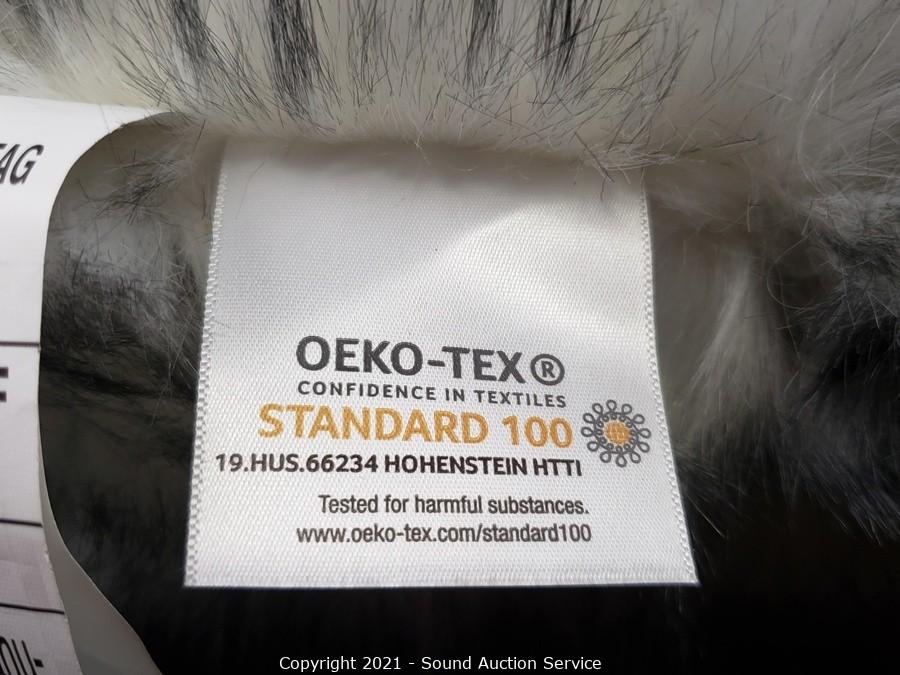 AG
OEKO-TEX®
CONFIDENCE IN TEXTILES
STANDARD 100
19.HUS.66234 HOHENSTEIN HTTI
Tested for harmful substances.
www.oeko-tex.com/standard100
Copyright 2021 - Sound Auction Service